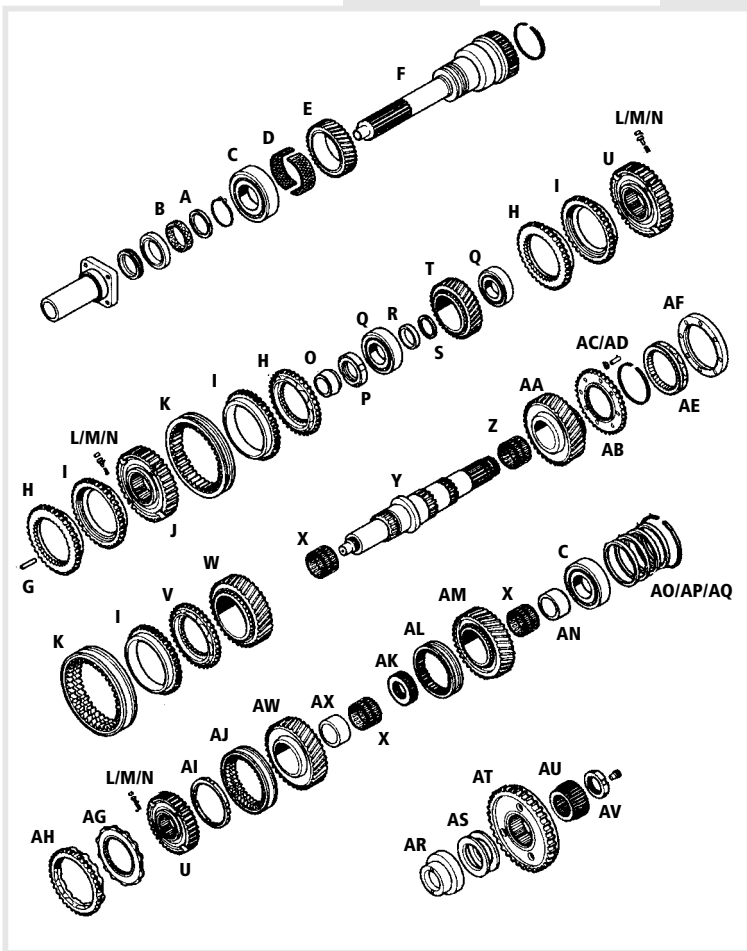 F
E
L/M/N
D
C
U
A
I
B
H
Q
T
AF
Q
R
AC/AD
S
H
O
AA
I
P
K
AE
Z
L/M/N
AB
I
Y
H
J
X
W
C
G
V
AM
X
I
AO/AP/AQ
K
AL
AN
AK
AX
AW
AJ
X
L/M/N
AI
AU
AT
AG
AV
AS
AH
AR
U